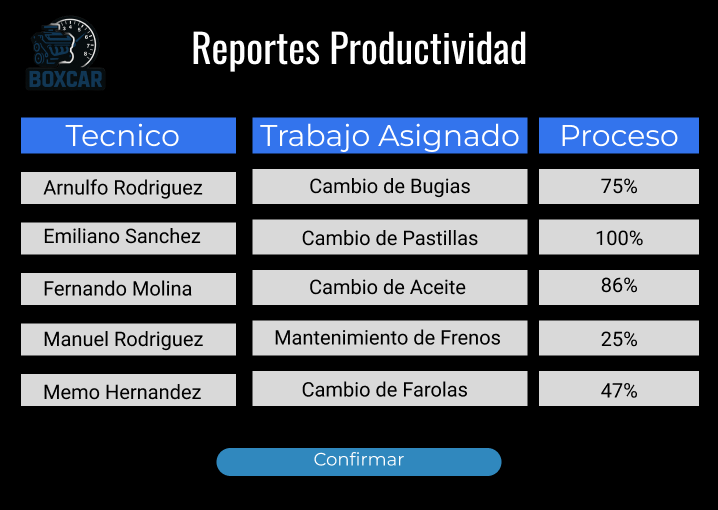 BOXCAR
Reportes Productividad
Tecnico Trabajo Asignado Proceso
Arnulfo Rodriguez Cambio de Bugias 75%
Emiliano Sanchez Cambio de Pastillas 100%
Fernando Molina Cambio de Aceite 86%
Manuel Rodriguez Mantenimiento de Frenos 25%
Memo Hernandez Cambio de Farolas 47%
Confirmar